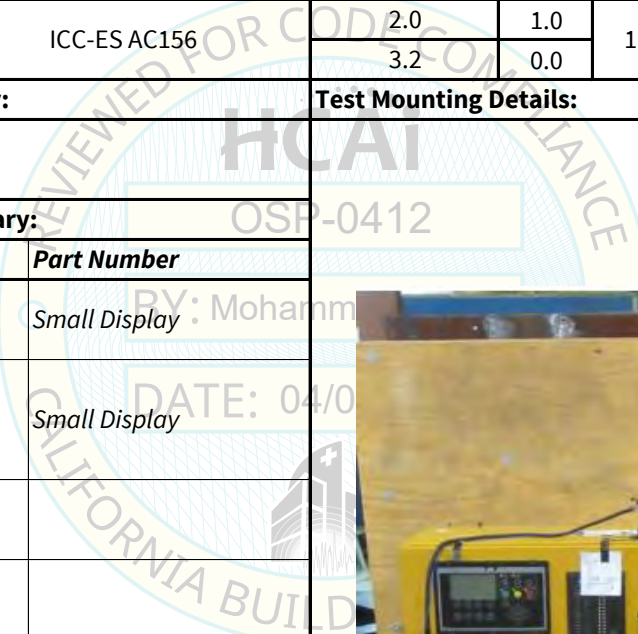 ICC-ES AC156
2.0 1.0
3.2 0.0
Test Mounting Details:
ary:
Part Number
Small Display
Small Display
REVIEWED FOR CODE COMPLIANCE
HCAi
OSP-0412
BY: Mohamm
DATE: 04/0
CALIFORNIA BUILD